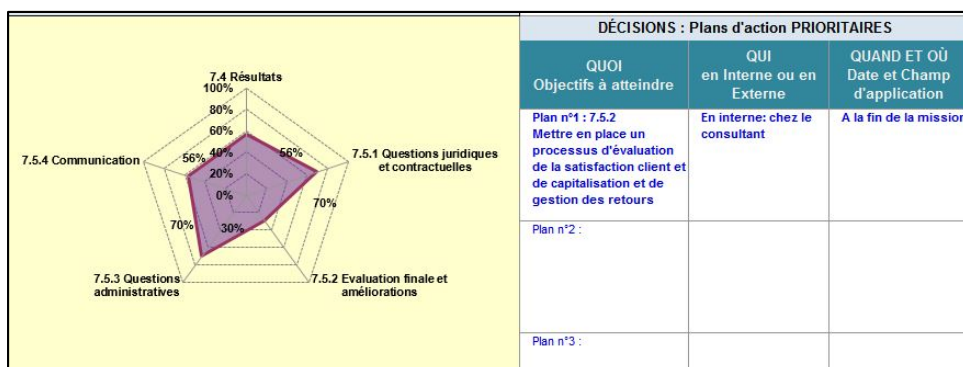 7.4 Résultats
100%
80%
60%
40%
20%
0%
56%
56%
70%
30%
70%
7.5.4 Communication
7.5.1 Questions juridiques
et contractuelles
7.5.3 Questions
administratives
7.5.2 Evaluation finale et
améliorations
DÉCISIONS : Plans d'action PRIORITAIRES
QUOI
Objectifs à atteindre
QUI
en Interne ou en
Externe
QUAND ET OÙ
Date et Champ
d'application
Plan n°1 : 7.5.2
Mettre en place un
processus d'évaluation
de la satisfaction client et
de capitalisation et de
gestion des retours
En interne: chez le
consultant
A la fin de la mission
Plan n°2 :
Plan n°3 :